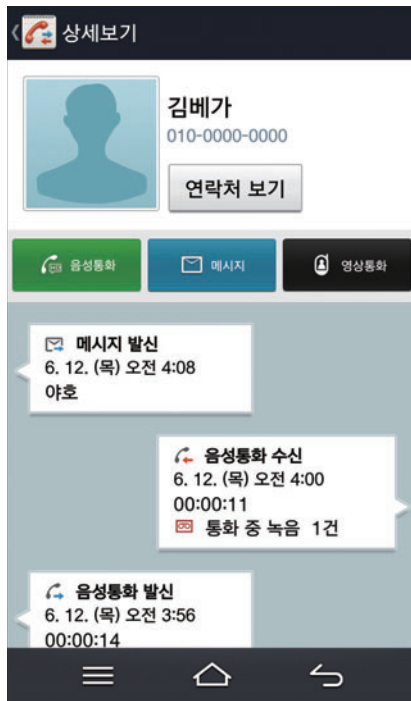 상세보기
김베가
010-0000-0000
연락처 보기
음성통화
메시지
영상통화
메시지 발신
6. 12. (목) 오전 4:08
야호
음성통화 수신
6. 12. (목) 오전 4:00
00:00:11
통화 중 녹음 1건
음성통화 발신
6. 12. (목) 오전 3:56
00:00:14